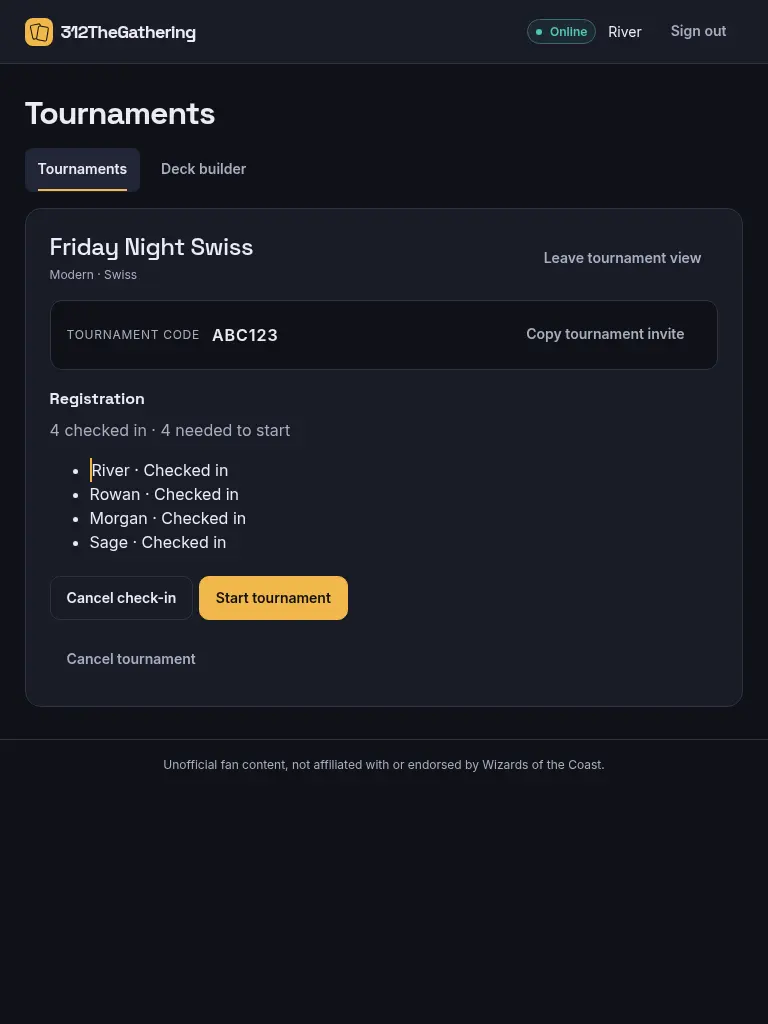 312TheGathering
Online River Sign out
Tournaments
Tournaments Deck builder
Friday Night Swiss
Leave tournament view
Modern · Swiss
TOURNAMENT CODE ABC123 Copy tournament invite
Registration
4 checked in · 4 needed to start
River · Checked in
Rowan · Checked in
Morgan · Checked in
Sage · Checked in
Cancel check-in Start tournament
Cancel tournament
Unofficial fan content, not affiliated with or endorsed by Wizards of the Coast.